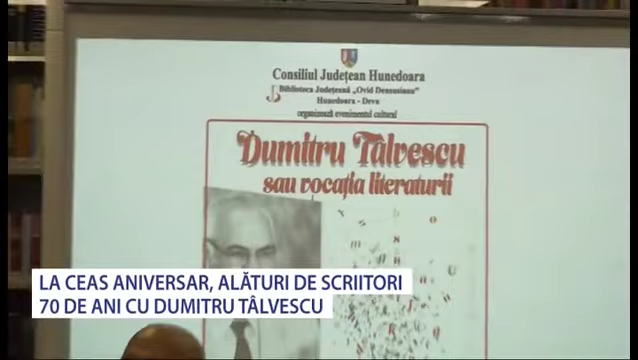 Consiliul Județean Hunedoara
Biblioteca Județeană „Ovid Densusianu”
Hunedoara - Deva
organizează evenimentul cultural
Dumitru Tâlvescu
sau vocația literaturii
LA CEAS ANIVERSAR, ALĂTURI DE SCRIITORI
70 DE ANI CU DUMITRU TÂLVESCU